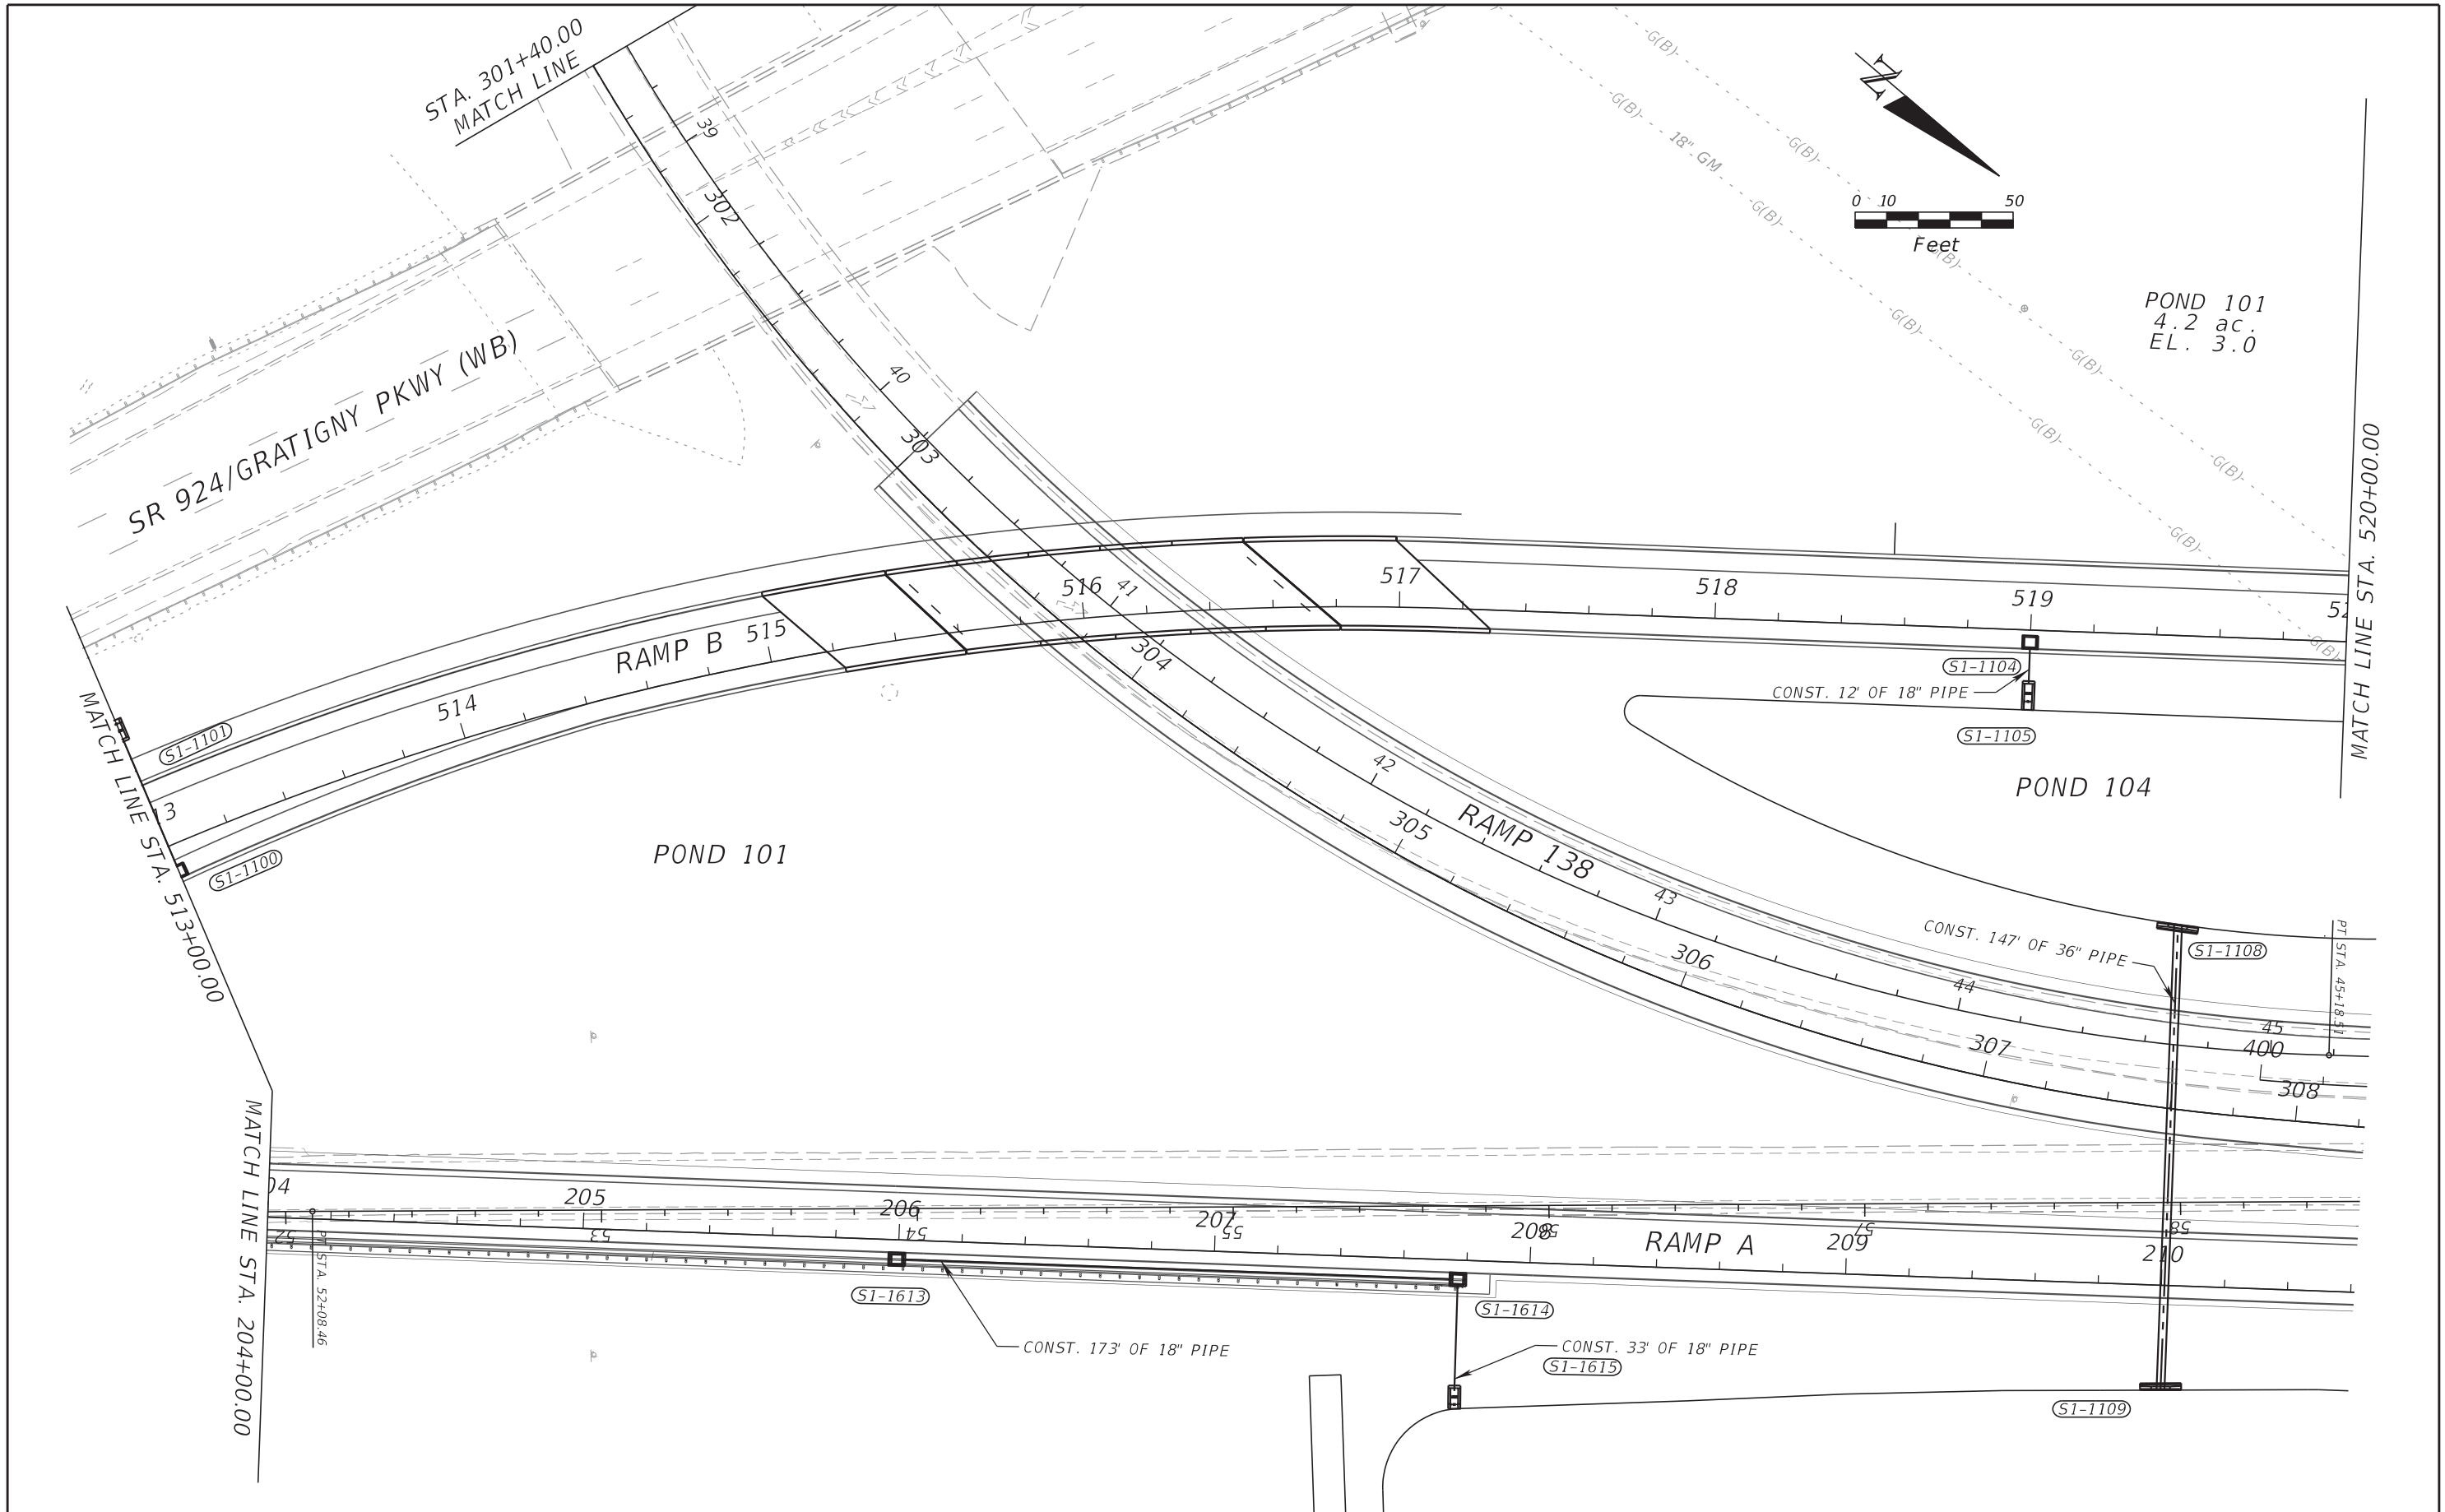 STA. 301+40.00
MATCH LINE
39
302
40
303
SR 924/GRATIGNY PKWY (WB)
-G(B)-
-G(B)-
18" GM
-G(B)-
-G(B)-
-G(B)-
-G(B)-
-G(B)-
-G(B)-
-G(B)-
-G(B)-
-G(B)-
N
0 10 50
Feet
POND 101
4.2 ac.
EL. 3.0
MATCH LINE STA. 520+00.00
RAMP B
514
515
516
41
517
518
519
52
304
S1-1104
CONST. 12' OF 18" PIPE
S1-1105
POND 104
S1-1101
13
S1-1100
MATCH LINE STA. 513+00.00
POND 101
42
305
RAMP 138
43
306
44
307
45
400
308
CONST. 147' OF 36" PIPE
S1-1108
PT STA. 45+18.51
MATCH LINE STA. 204+00.00
04
205
206
207
208
RAMP A
209
210
52
53
54
55
56
57
58
PT STA. 52+08.46
S1-1613
CONST. 173' OF 18" PIPE
S1-1614
CONST. 33' OF 18" PIPE
S1-1615
S1-1109